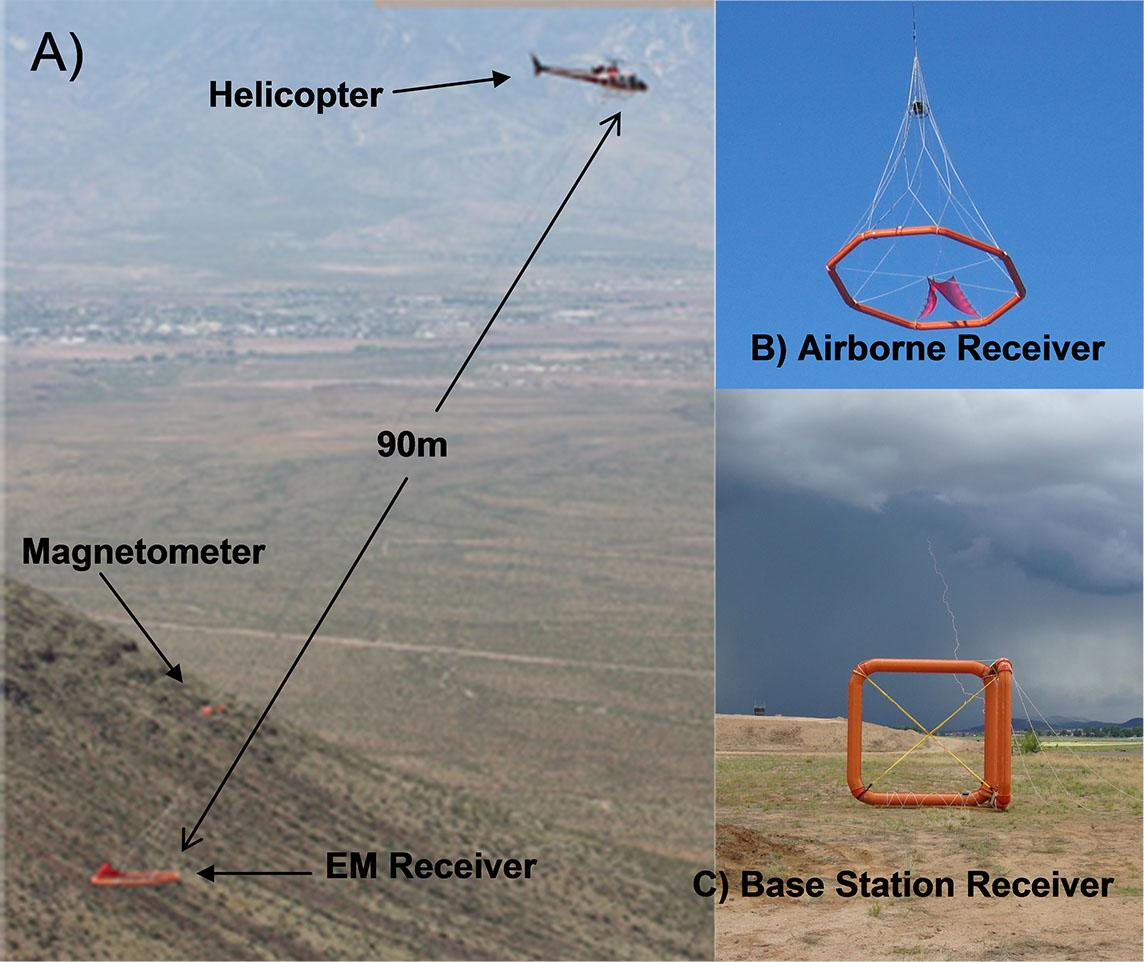 A)
Helicopter
90m
Magnetometer
EM Receiver
B) Airborne Receiver
C) Base Station Receiver